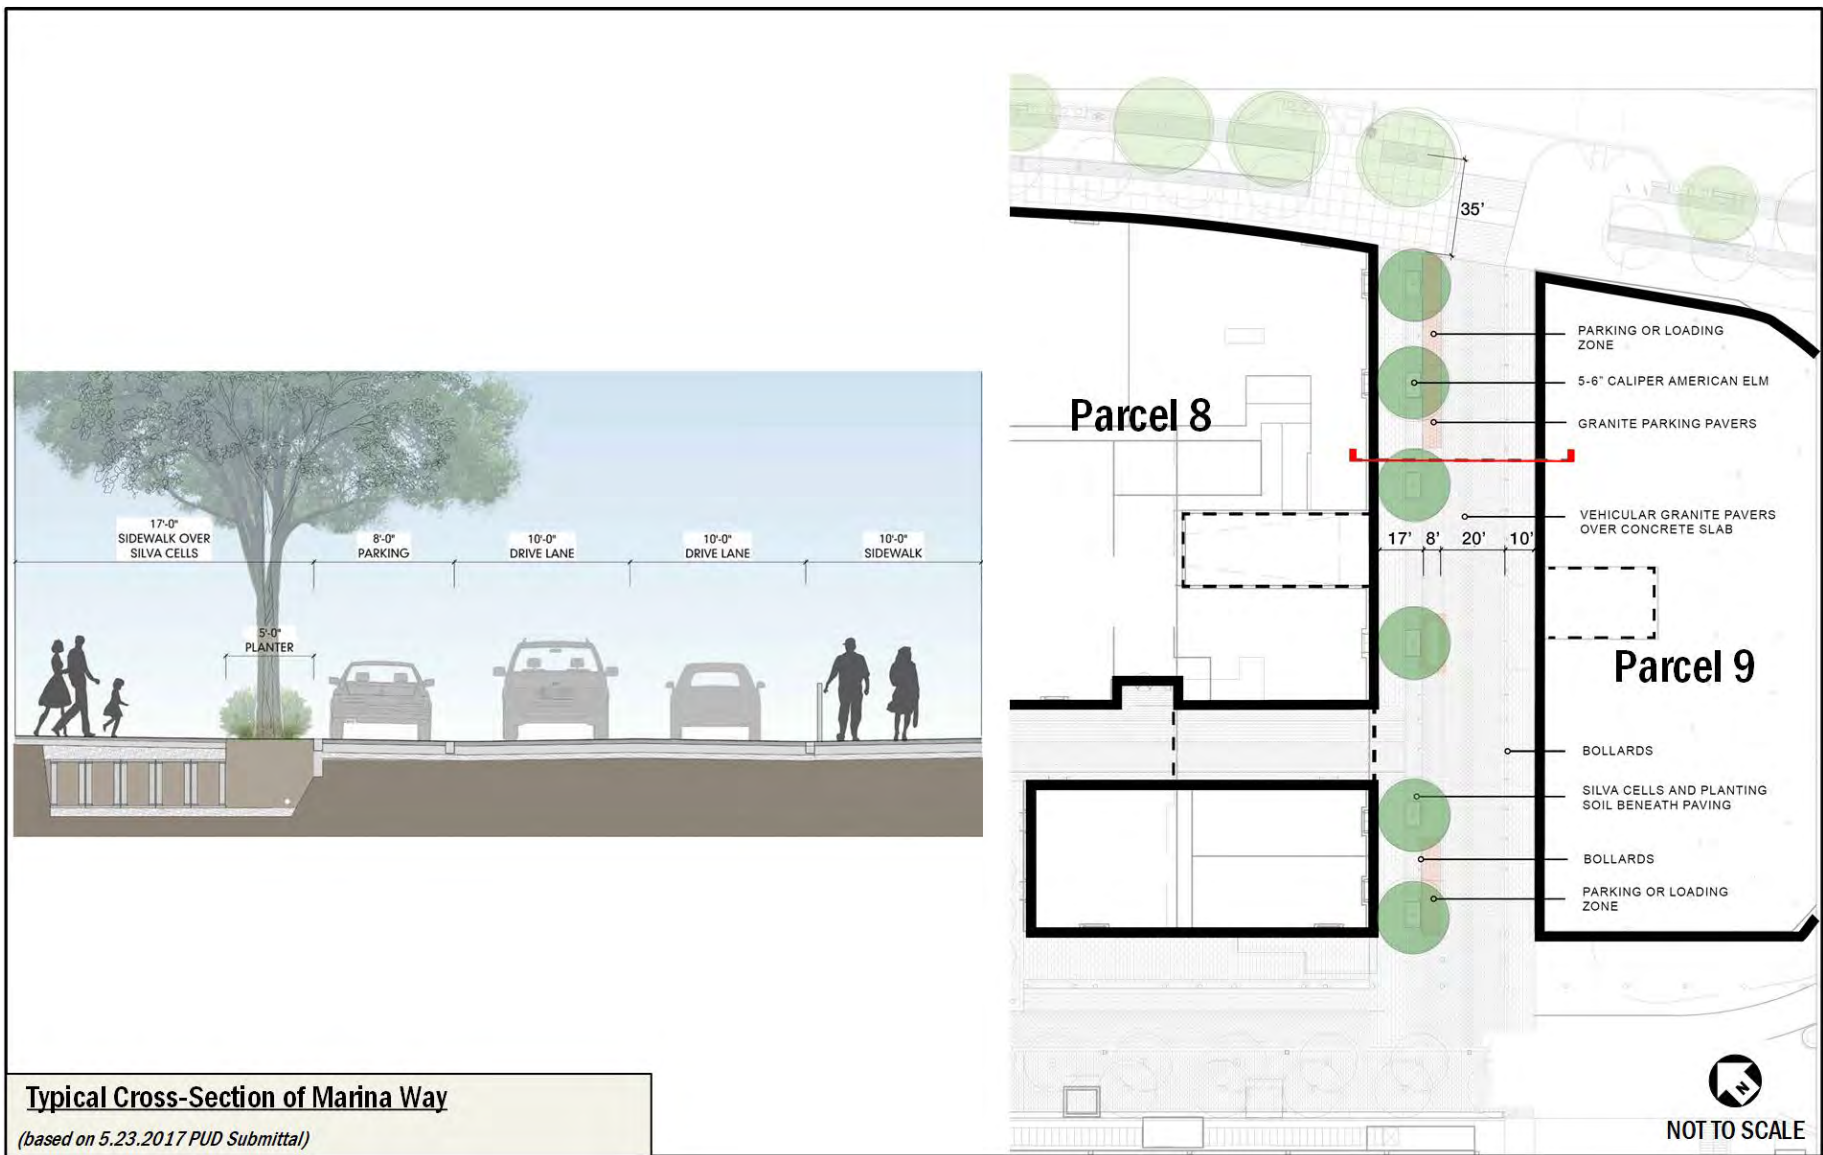 17'-0"
SIDEWALK OVER
SILVA CELLS
8'-0"
PARKING
10'-0"
DRIVE LANE
10'-0"
DRIVE LANE
10'-0"
SIDEWALK
5'-0"
PLANTER
35'
Parcel 8
PARKING OR LOADING
ZONE
5-6" CALIPER AMERICAN ELM
GRANITE PARKING PAVERS
VEHICULAR GRANITE PAVERS
OVER CONCRETE SLAB
17' 8' 20' 10'
Parcel 9
BOLLARDS
SILVA CELLS AND PLANTING
SOIL BENEATH PAVING
BOLLARDS
PARKING OR LOADING
ZONE
Typical Cross-Section of Marina Way
(based on 5.23.2017 PUD Submittal)
N
NOT TO SCALE